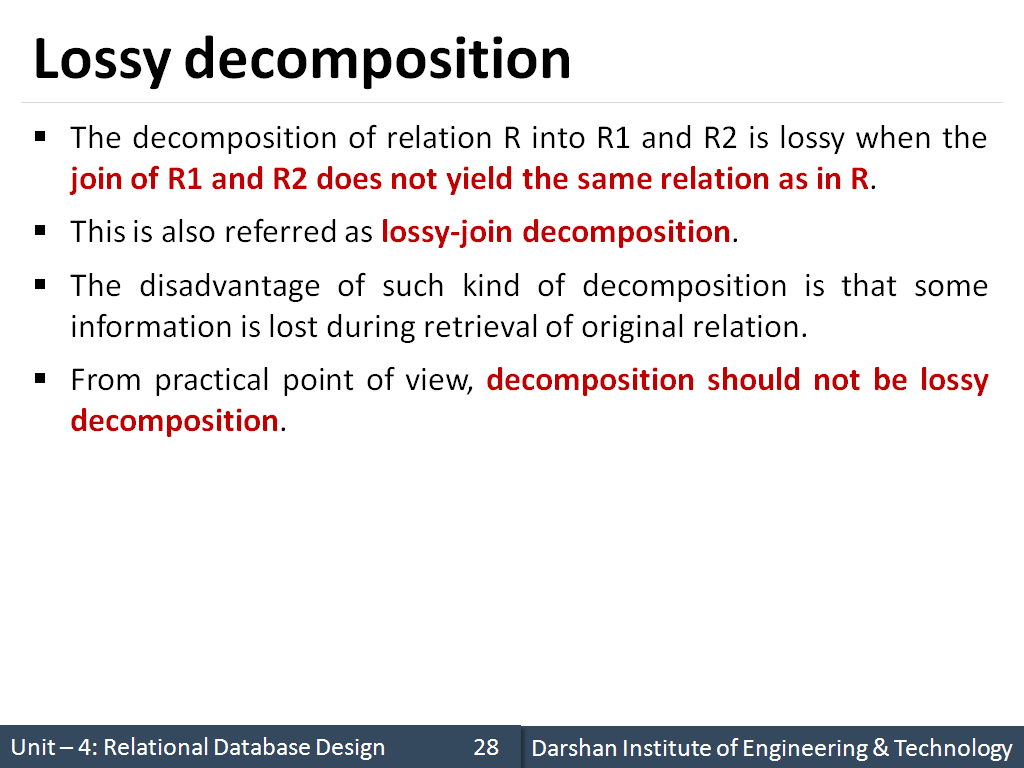 Lossy decomposition
▪ The decomposition of relation R into R1 and R2 is lossy when the
join of R1 and R2 does not yield the same relation as in R.
▪ This is also referred as lossy-join decomposition.
▪ The disadvantage of such kind of decomposition is that some
information is lost during retrieval of original relation.
▪ From practical point of view, decomposition should not be lossy
decomposition.
Unit – 4: Relational Database Design 28 Darshan Institute of Engineering & Technology